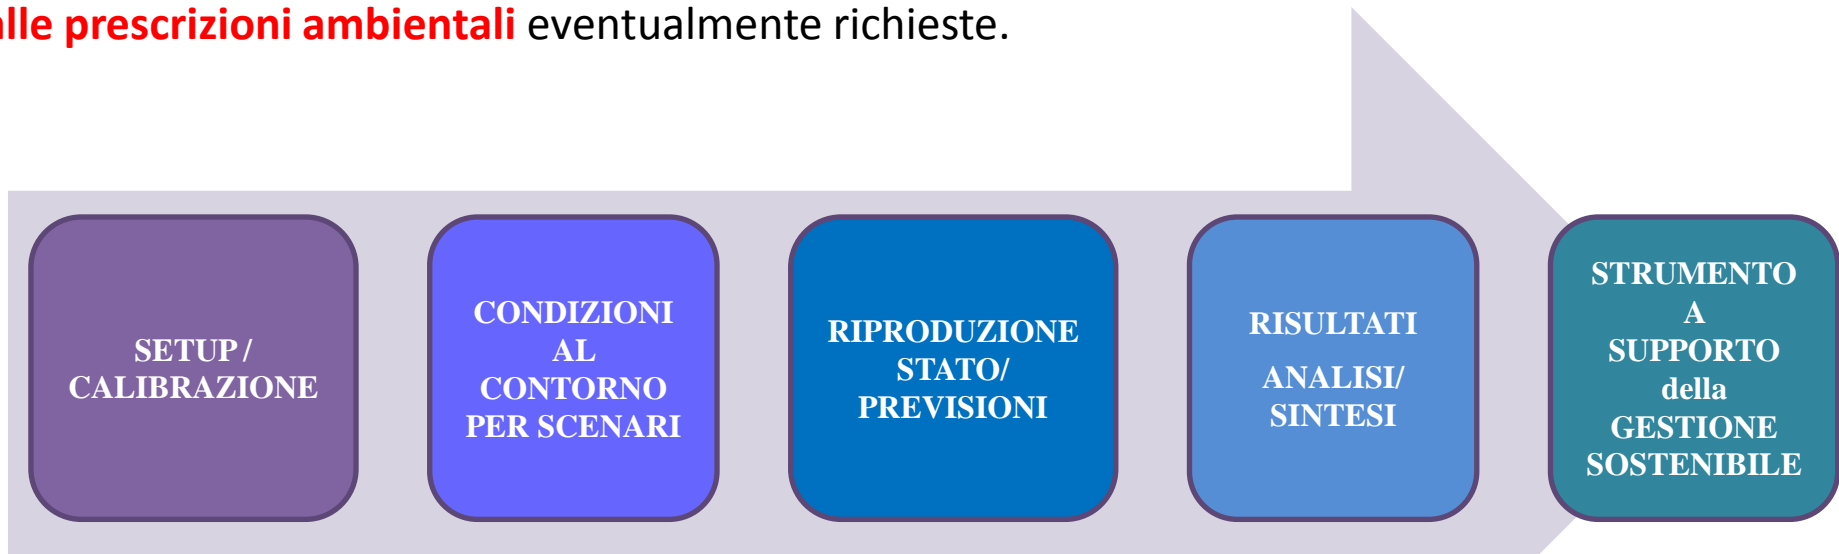 lle prescrizioni ambientali eventualmente richieste.
SETUP /
CALIBRAZIONE
CONDIZIONI
AL
CONTORNO
PER SCENARI
RIPRODUZIONE
STATO/
PREVISIONI
RISULTATI
ANALISI/
SINTESI
STRUMENTO
A
SUPPORTO
della
GESTIONE
SOSTENIBILE